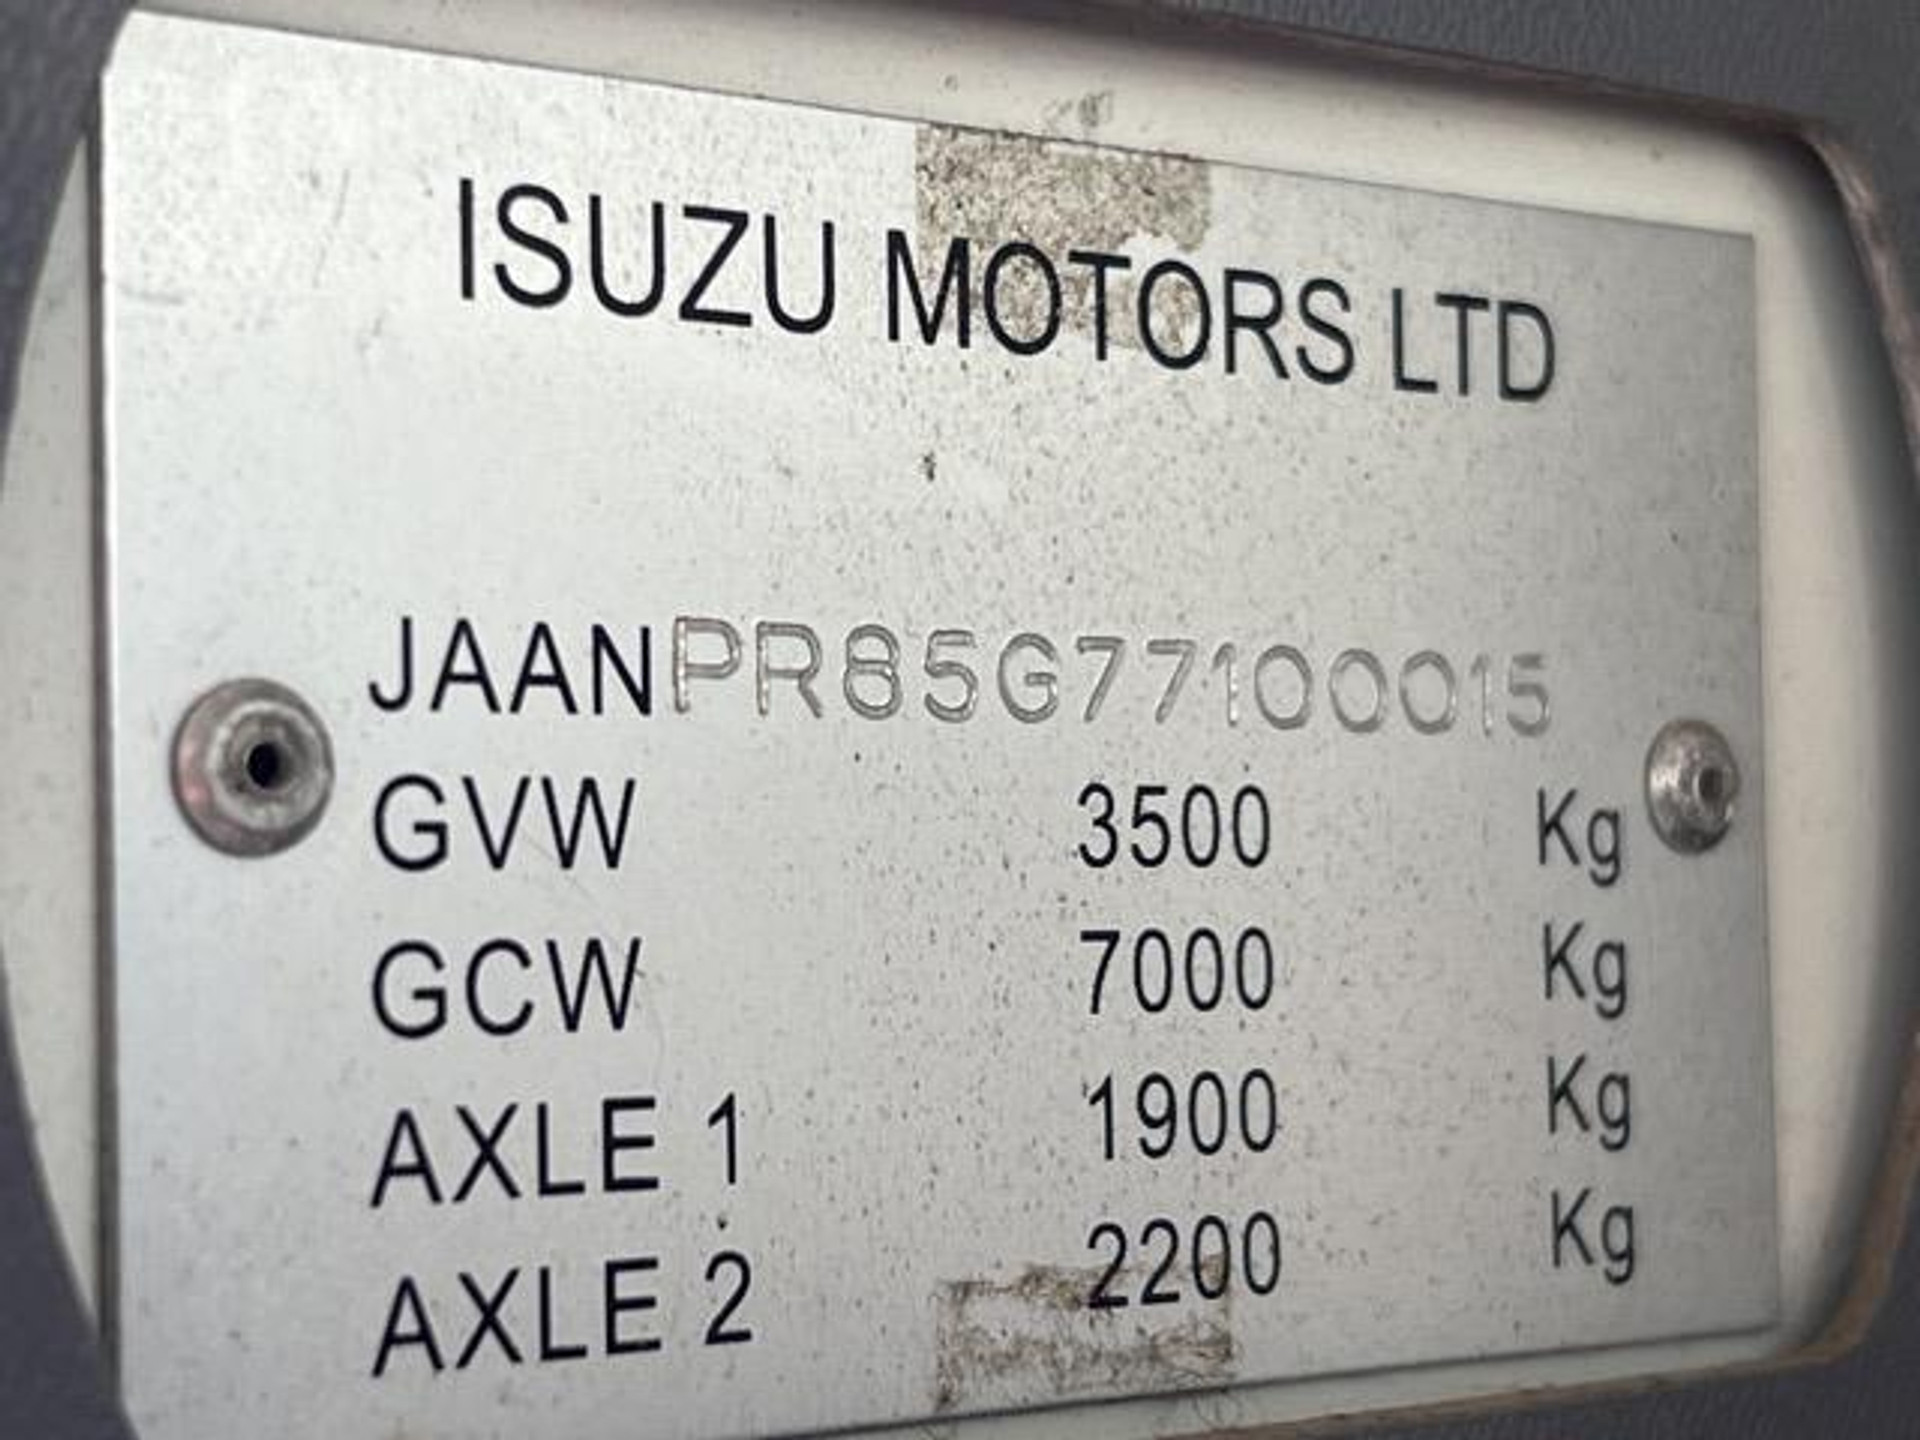 ISUZU MOTORS LTD
JAANPR85G77100015
GVW 3500 Kg
GCW 7000 Kg
AXLE 1 1900 Kg
AXLE 2 2200 Kg